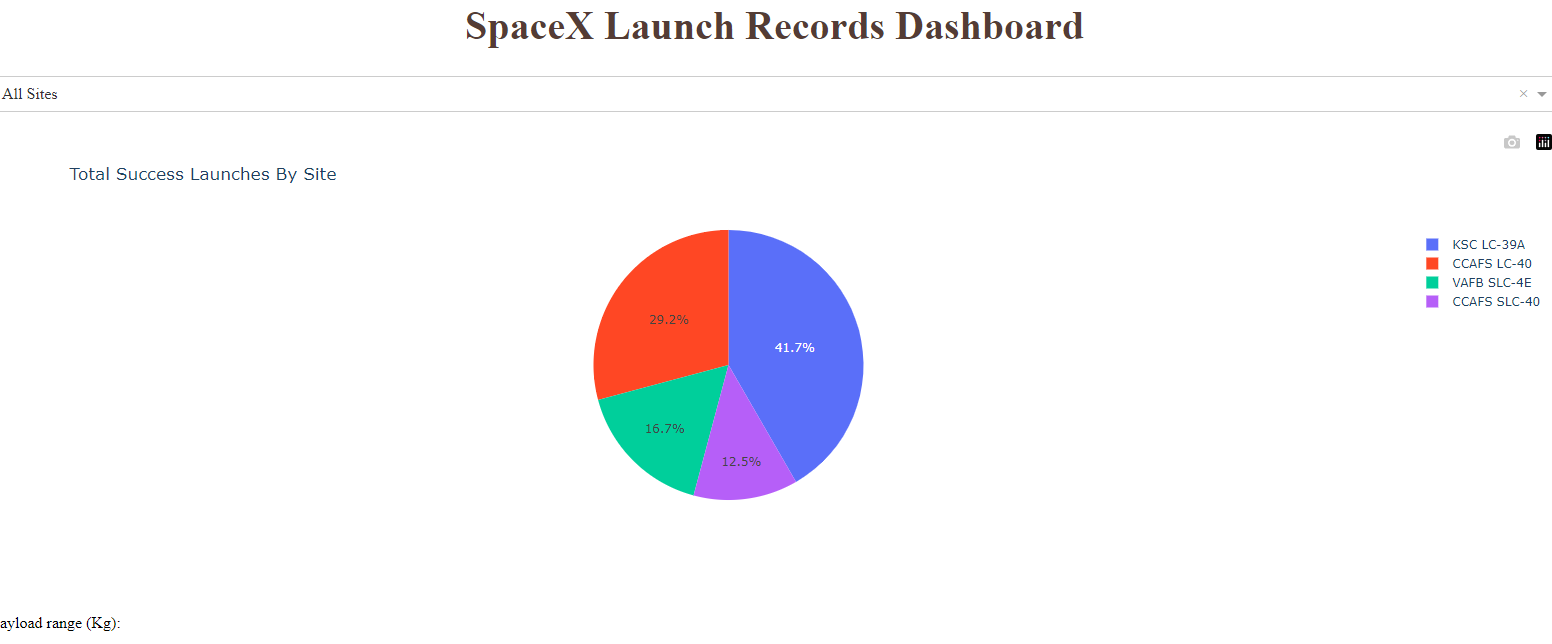 SpaceX Launch Records Dashboard
All Sites
Total Success Launches By Site
KSC LC-39A
CCAFS LC-40
VAFB SLC-4E
CCAFS SLC-40
29.2%
41.7%
16.7%
12.5%
ayload range (Kg):